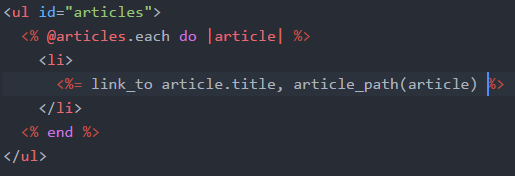 <ul id="articles">
  <% @articles.each do |article| %>
    <li>
      <%= link_to article.title, article_path(article) %>
    </li>
  <% end %>
</ul>